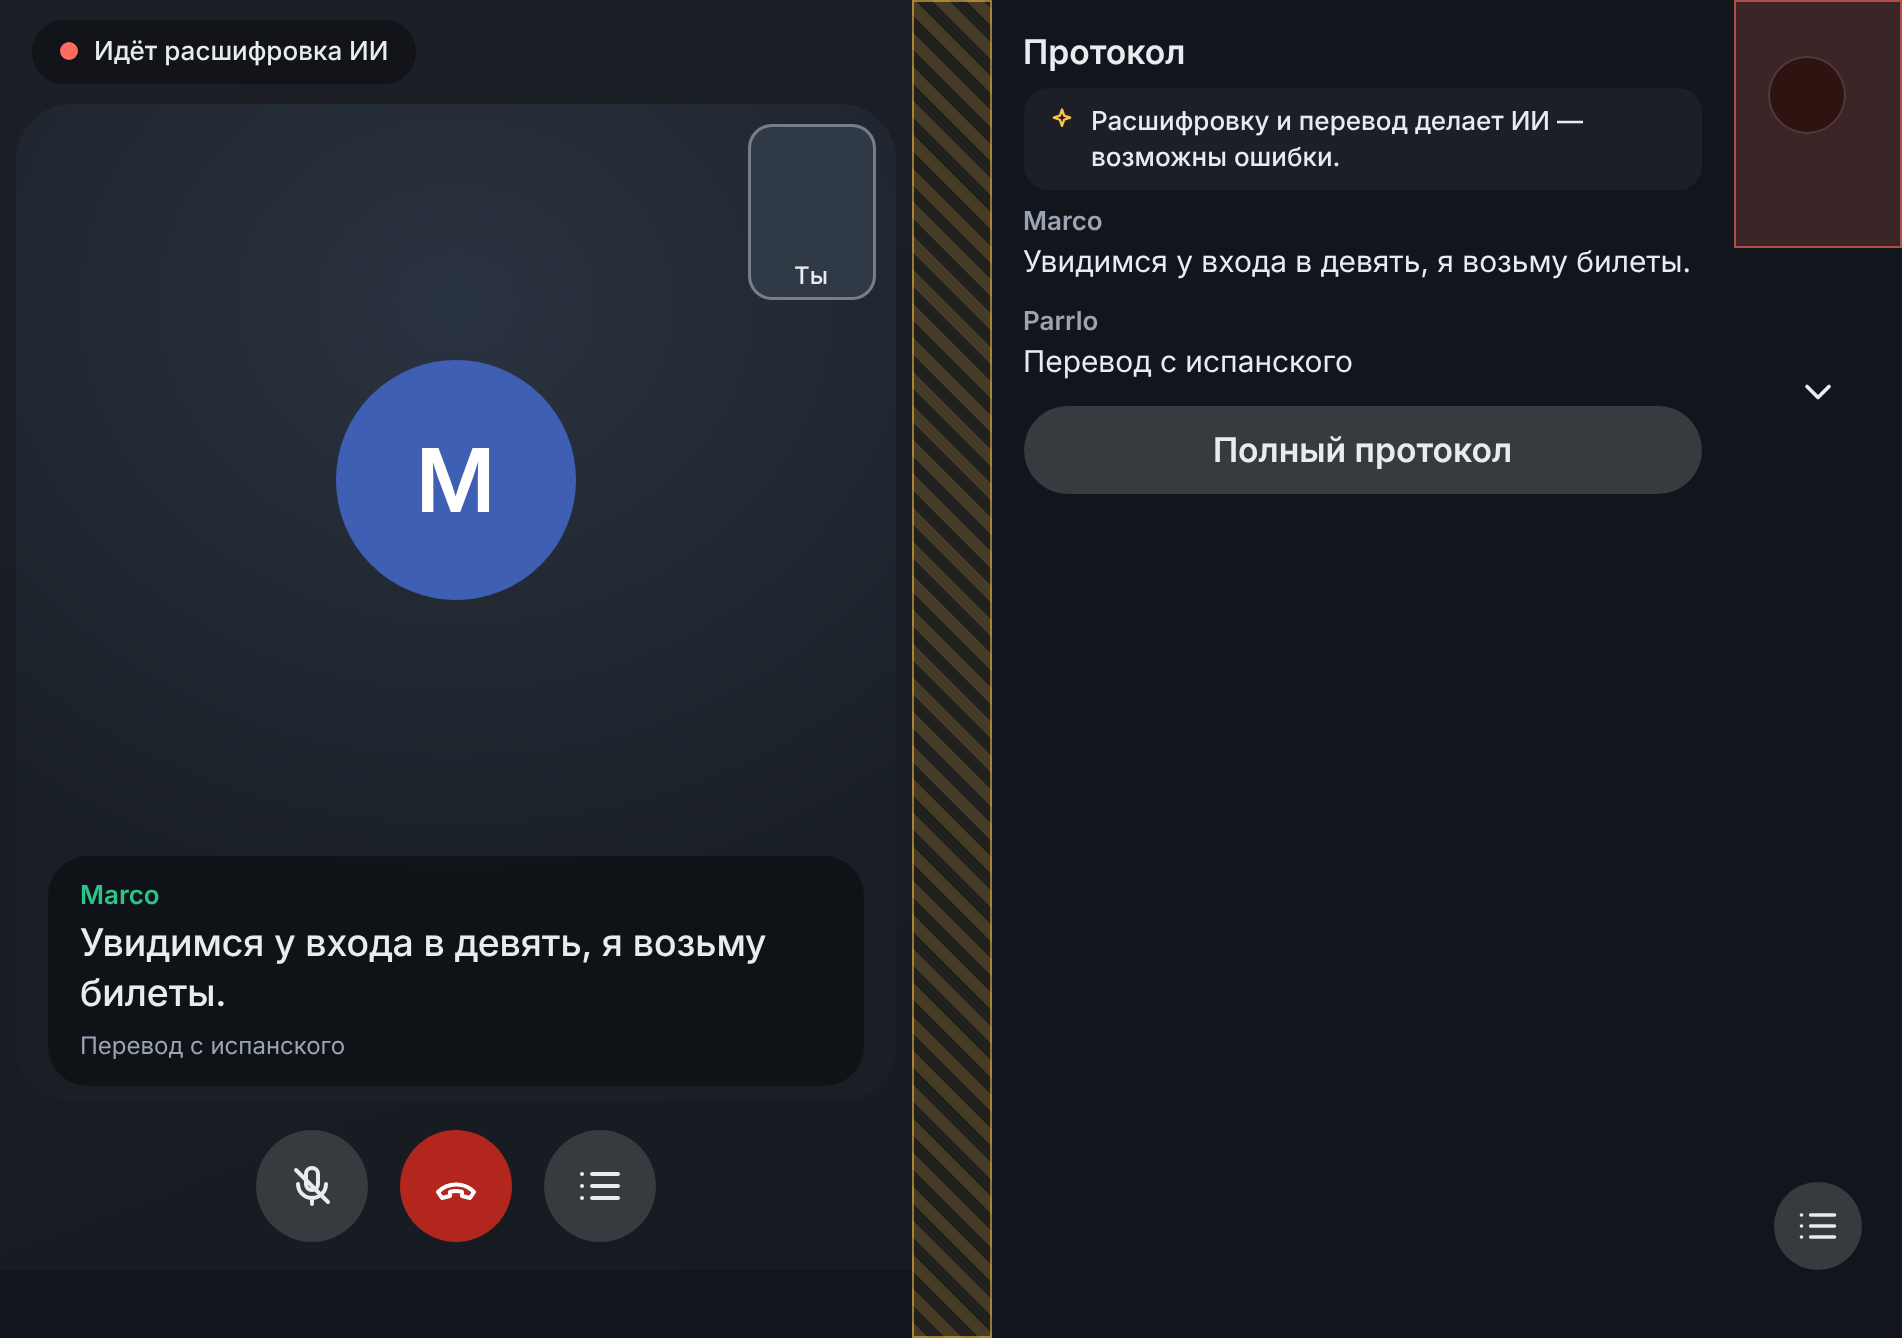 Идёт расшифровка ИИ
Ты
M
Marco
Увидимся у входа в девять, я возьму
билеты.
Перевод с испанского
Протокол
Расшифровку и перевод делает ИИ —
возможны ошибки.
Marco
Увидимся у входа в девять, я возьму билеты.
Parrlo
Перевод с испанского
Полный протокол